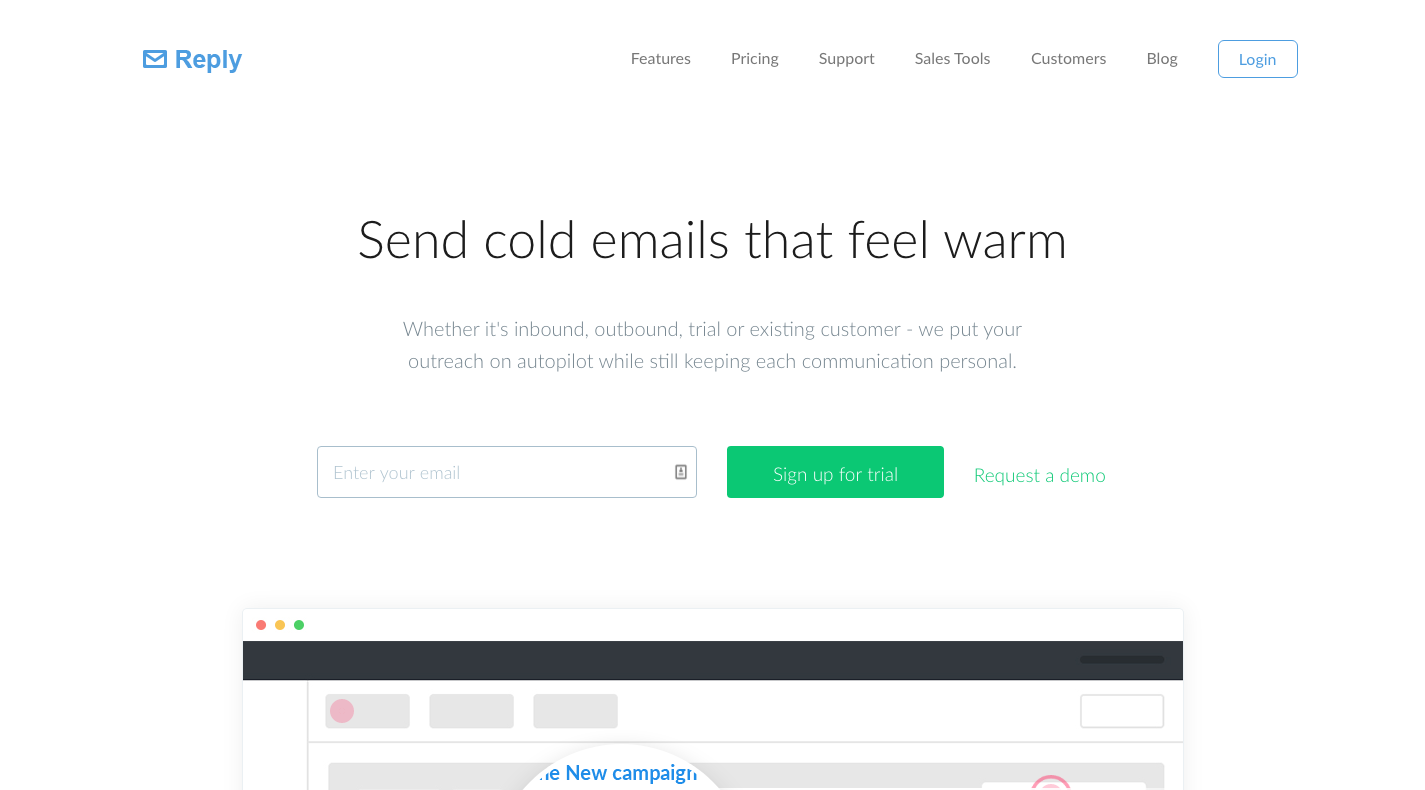 Reply
Features
Pricing
Support
Sales Tools
Customers
Blog
Login
Send cold emails that feel warm
Whether it's inbound, outbound, trial or existing customer - we put your
outreach on autopilot while still keeping each communication personal.
Enter your email
Sign up for trial
Request a demo
New campaign